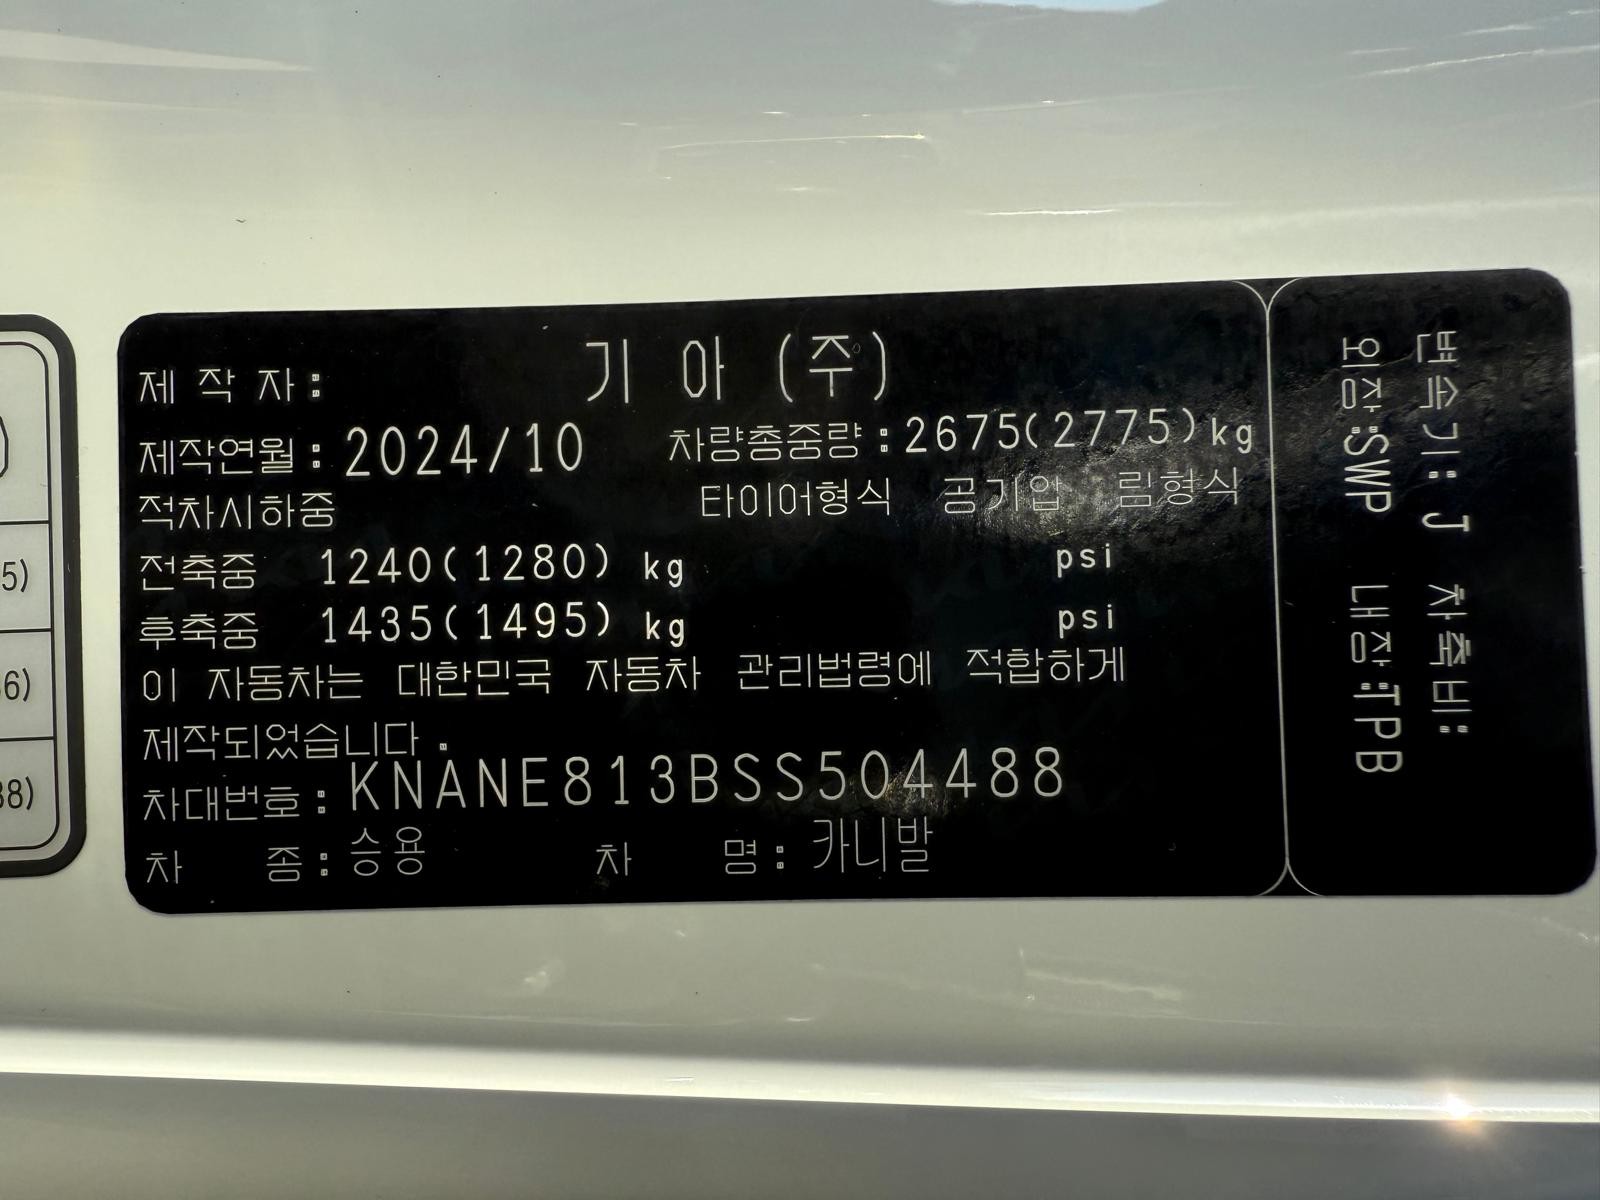 제 작 자 : 기 아 (주)
제작연월 : 2024/10 차량총중량 : 2675(2775)kg
적차시하중 타이어형식 공기압 림형식
전축중 1240(1280) kg psi
후축중 1435(1495) kg psi
이 자동차는 대한민국 자동차 관리법령에 적합하게
제작되었습니다.
차대번호 : KNANE813BSS504488
차 종 : 승용 차 명 : 카니발
변속기: J 차축비:
외장:SWP 내장:TPB
5)
6)
38)